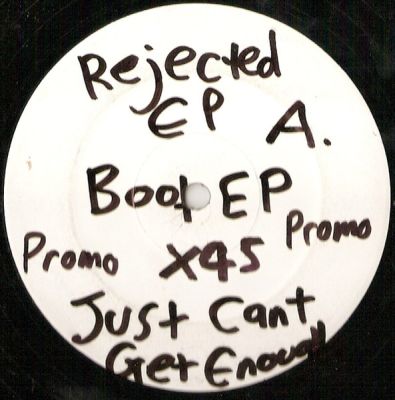 Rejected
EP A.
Boot EP
Promo X45 Promo
Just Cant
Get Enough